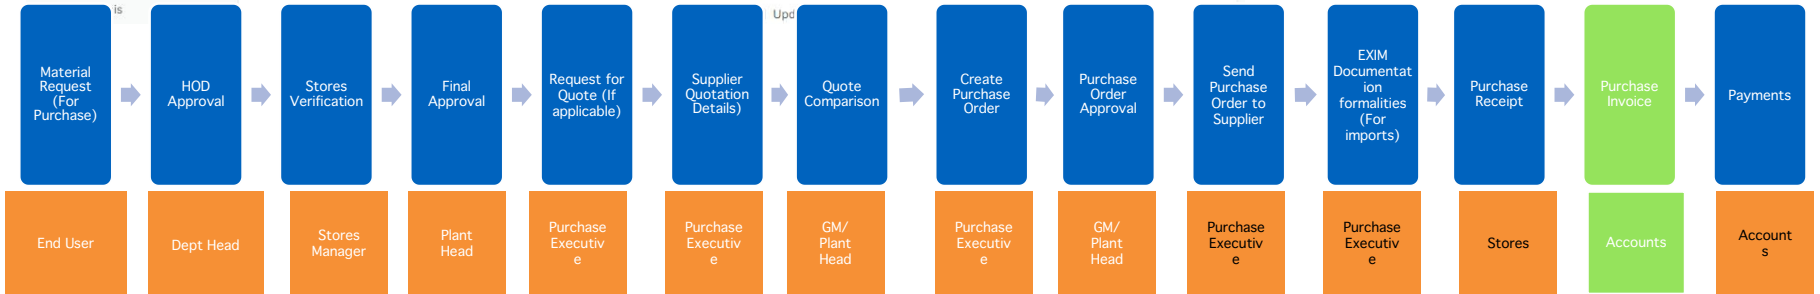 is
Upd
Material
Request
(For
Purchase)
HOD
Approval
Stores
Verification
Final
Approval
Request for
Quote (If
applicable)
Supplier
Quotation
Details)
Quote
Comparison
Create
Purchase
Order
Purchase
Order
Approval
Send
Purchase
Order to
Supplier
EXIM
Documentat
ion
formalities
(For
imports)
Purchase
Receipt
Purchase
Invoice
Payments
End User
Dept Head
Stores
Manager
Plant
Head
Purchase
Executiv
e
Purchase
Executiv
e
GM/
Plant
Head
Purchase
Executiv
e
GM/
Plant
Head
Purchase
Executiv
e
Purchase
Executiv
e
Stores
Accounts
Account
s